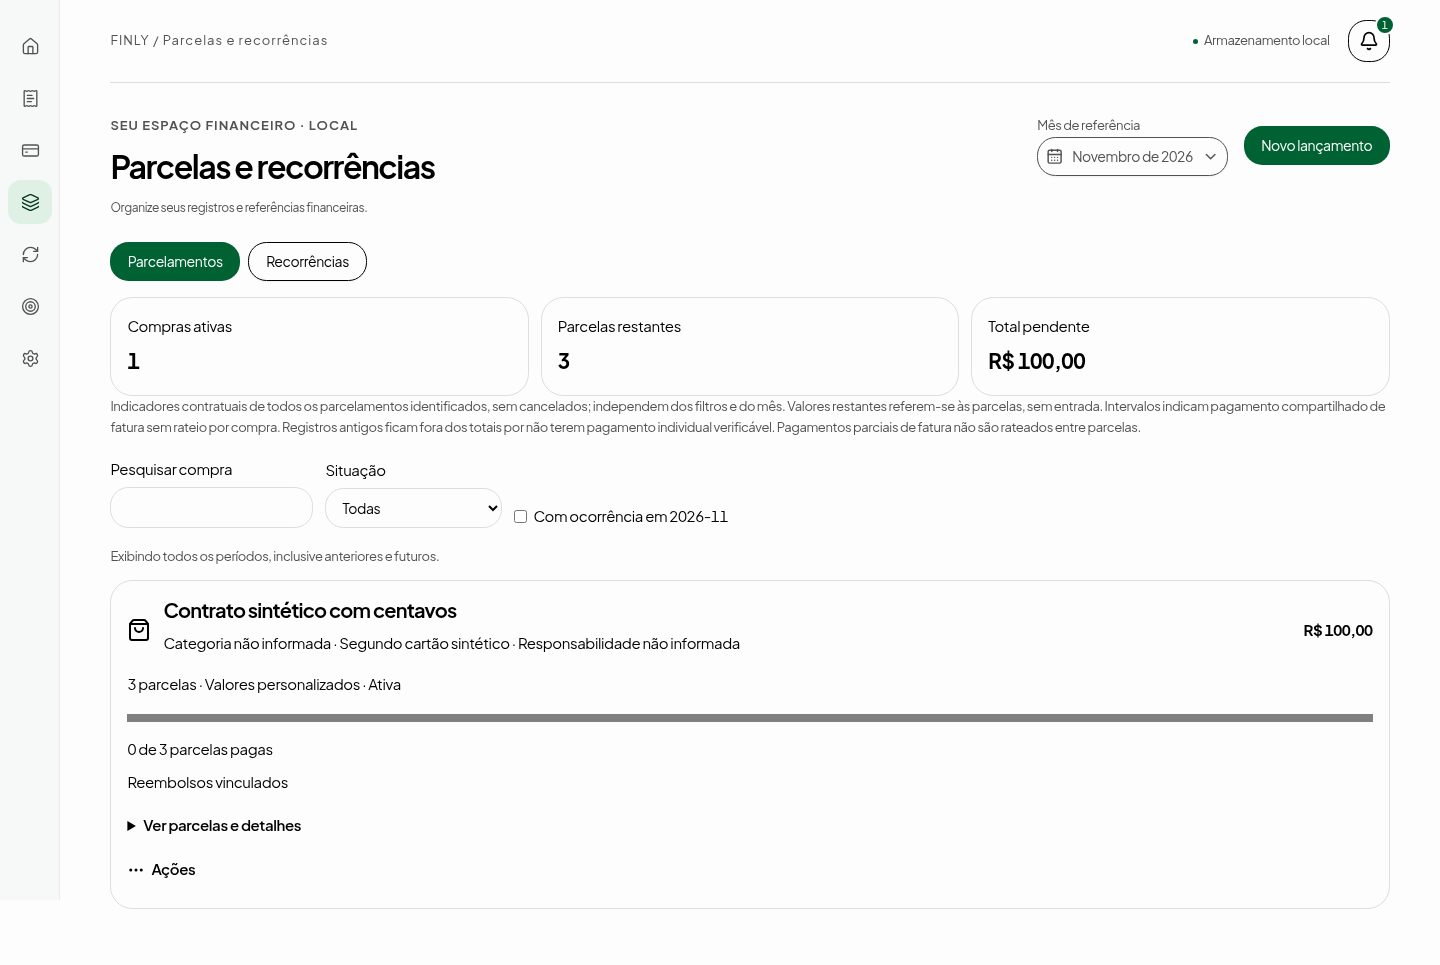 FINLY / Parcelas e recorrências
Armazenamento local
1
SEU ESPAÇO FINANCEIRO · LOCAL
Parcelas e recorrências
Organize seus registros e referências financeiras.
Mês de referência
Novembro de 2026
Novo lançamento
Parcelamentos
Recorrências
Compras ativas
1
Parcelas restantes
3
Total pendente
R$ 100,00
Indicadores contratuais de todos os parcelamentos identificados, sem cancelados; independem dos filtros e do mês. Valores restantes referem-se às parcelas, sem entrada. Intervalos indicam pagamento compartilhado de
fatura sem rateio por compra. Registros antigos ficam fora dos totais por não terem pagamento individual verificável. Pagamentos parciais de fatura não são rateados entre parcelas.
Pesquisar compra
Situação
Todas
Com ocorrência em 2026-11
Exibindo todos os períodos, inclusive anteriores e futuros.
Contrato sintético com centavos
Categoria não informada · Segundo cartão sintético · Responsabilidade não informada
R$ 100,00
3 parcelas · Valores personalizados · Ativa
0 de 3 parcelas pagas
Reembolsos vinculados
Ver parcelas e detalhes
Ações